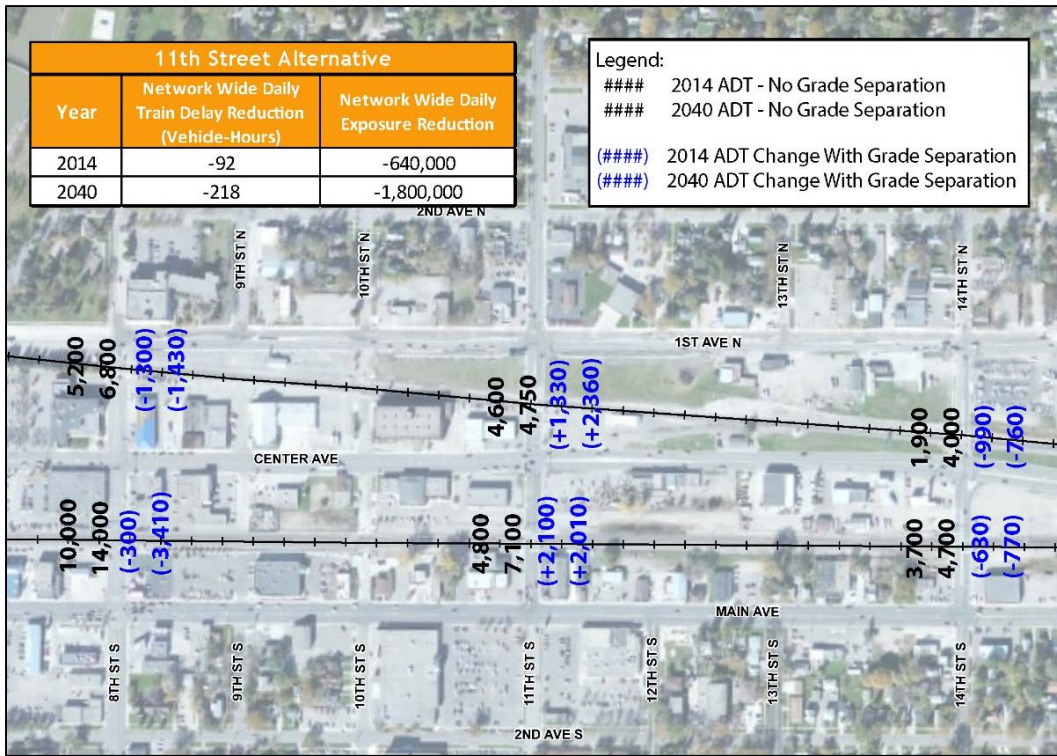 11th Street Alternative
Year
Network Wide Daily
Train Delay Reduction
(Vehicle-Hours)
Network Wide Daily
Exposure Reduction
2014 -92 -640,000
2040 -218 -1,800,000
Legend:
#### 2014 ADT - No Grade Separation
#### 2040 ADT - No Grade Separation
(####) 2014 ADT Change With Grade Separation
(####) 2040 ADT Change With Grade Separation
2ND AVE N
9TH ST N
10TH ST N
13TH ST N
14TH ST N
1ST AVE N
5,200
6,800
(-1,300)
(-1,430)
4,600
4,750
(+1,330)
(+2,360)
1,900
4,000
(-990)
(-760)
CENTER AVE
10,000
14,000
(-300)
(-3,410)
4,800
7,100
(+2,100)
(+2,010)
3,700
4,700
(-630)
(-770)
MAIN AVE
8TH ST S
9TH ST S
10TH ST S
11TH ST S
12TH ST S
13TH ST S
14TH ST S
2ND AVE S